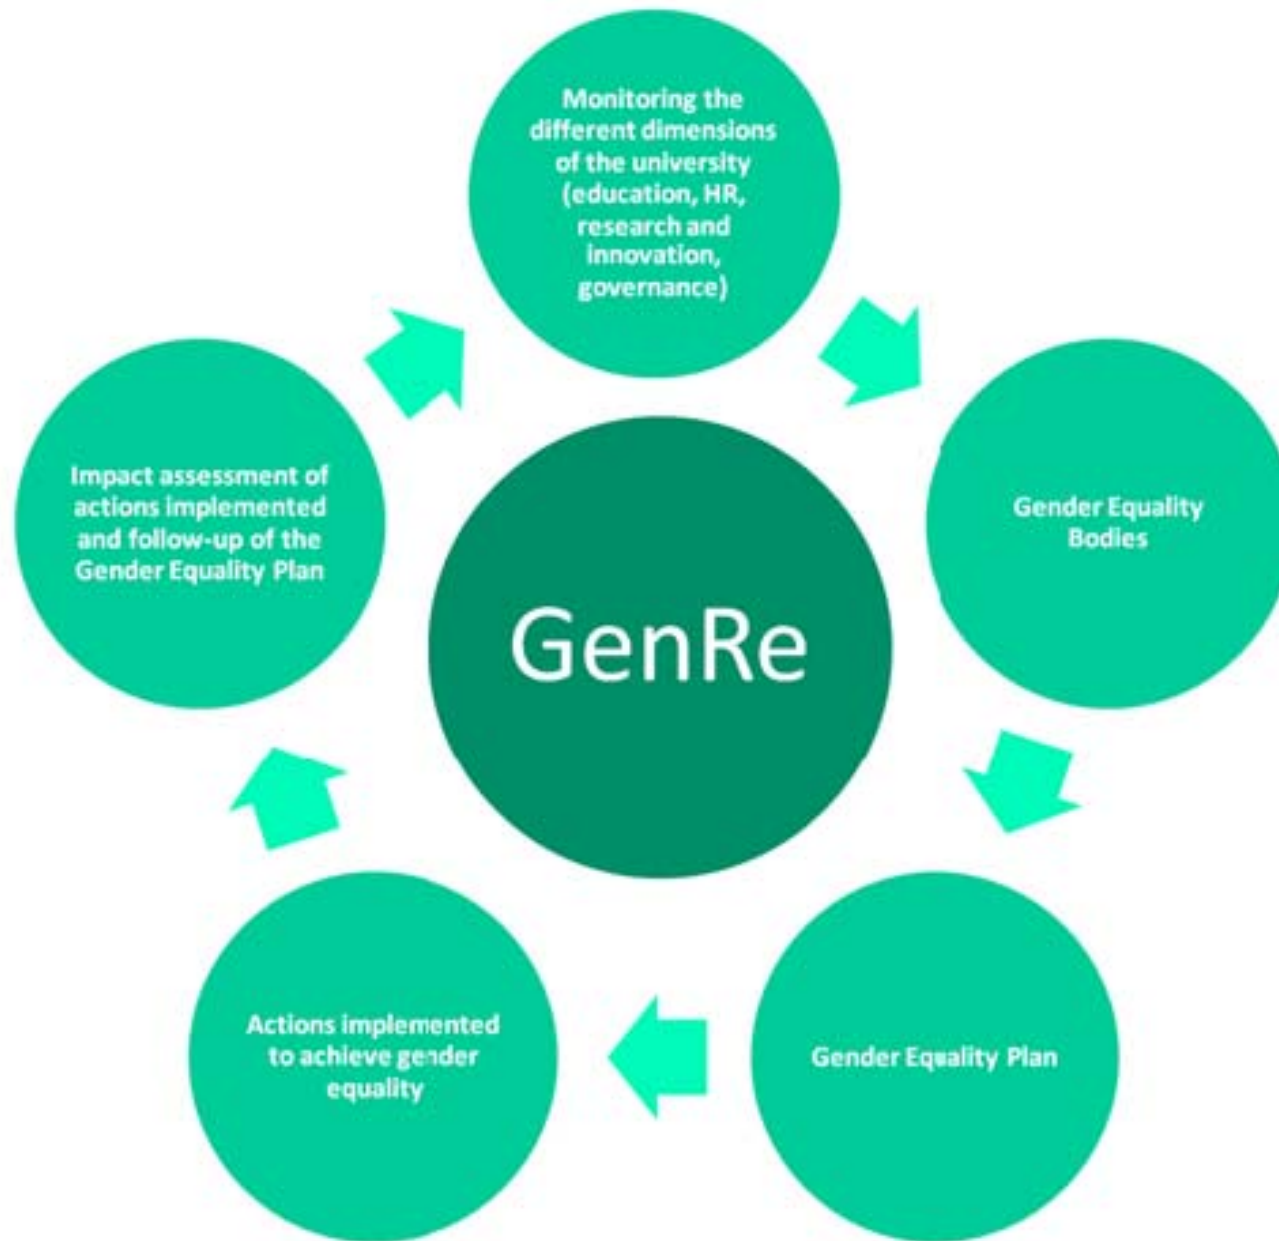 Monitoring the
different dimensions
of the university
(education, HR,
research and
innovation,
governance)
Gender Equality
Bodies
Gender Equality Plan
Actions implemented
to achieve gender
equality
Impact assessment of
actions implemented
and follow-up of the
Gender Equality Plan
GenRe